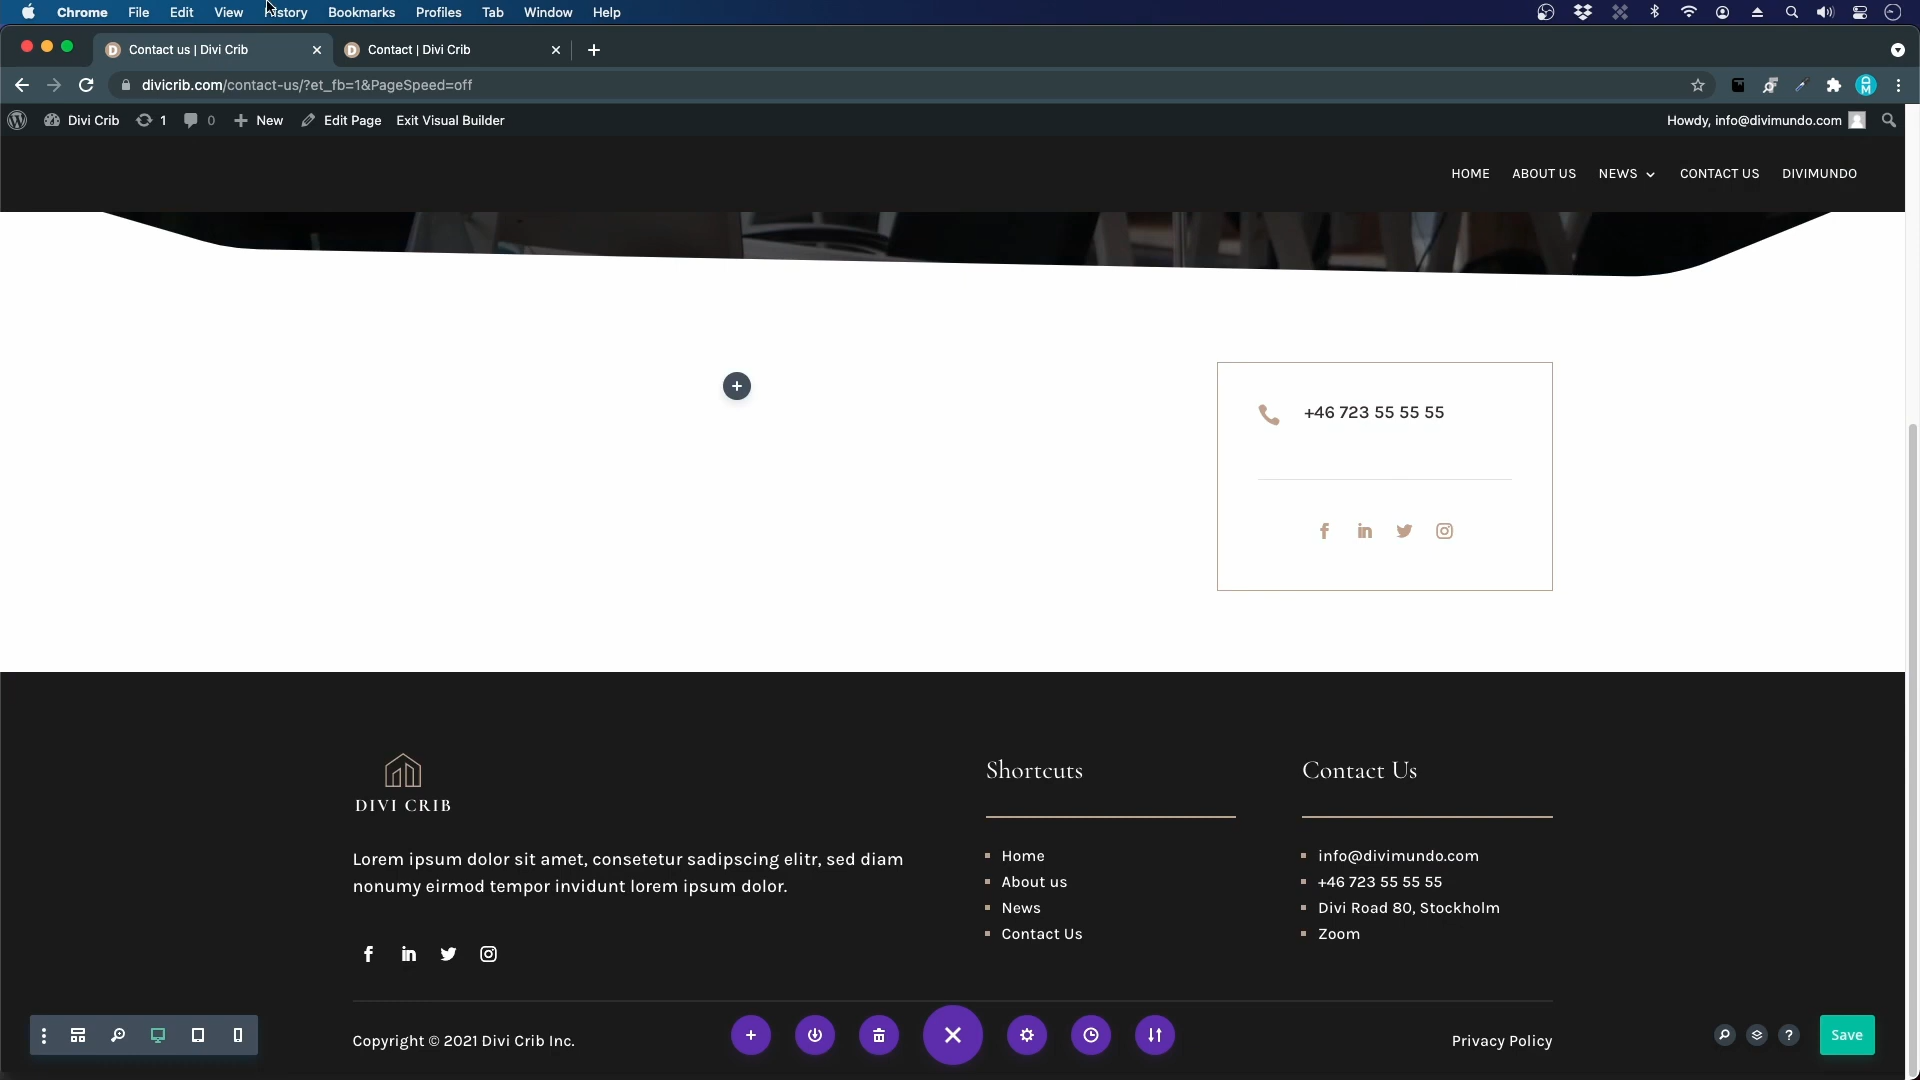 Chrome File Edit View History Bookmarks Profiles Tab Window Help
Contact us | Divi Crib
Contact | Divi Crib
divicrib.com/contact-us/?et_fb=1&PageSpeed=off
Divi Crib 1 0 New Edit Page Exit Visual Builder
Howdy, info@divimundo.com
HOME ABOUT US NEWS CONTACT US DIVIMUNDO
+46 723 55 55 55
DIVI CRIB
Lorem ipsum dolor sit amet, consetetur sadipscing elitr, sed diam
nonumy eirmod tempor invidunt lorem ipsum dolor.
Shortcuts
Home
About us
News
Contact Us
Contact Us
info@divimundo.com
+46 723 55 55 55
Divi Road 80, Stockholm
Zoom
Copyright © 2021 Divi Crib Inc.
Privacy Policy
Save